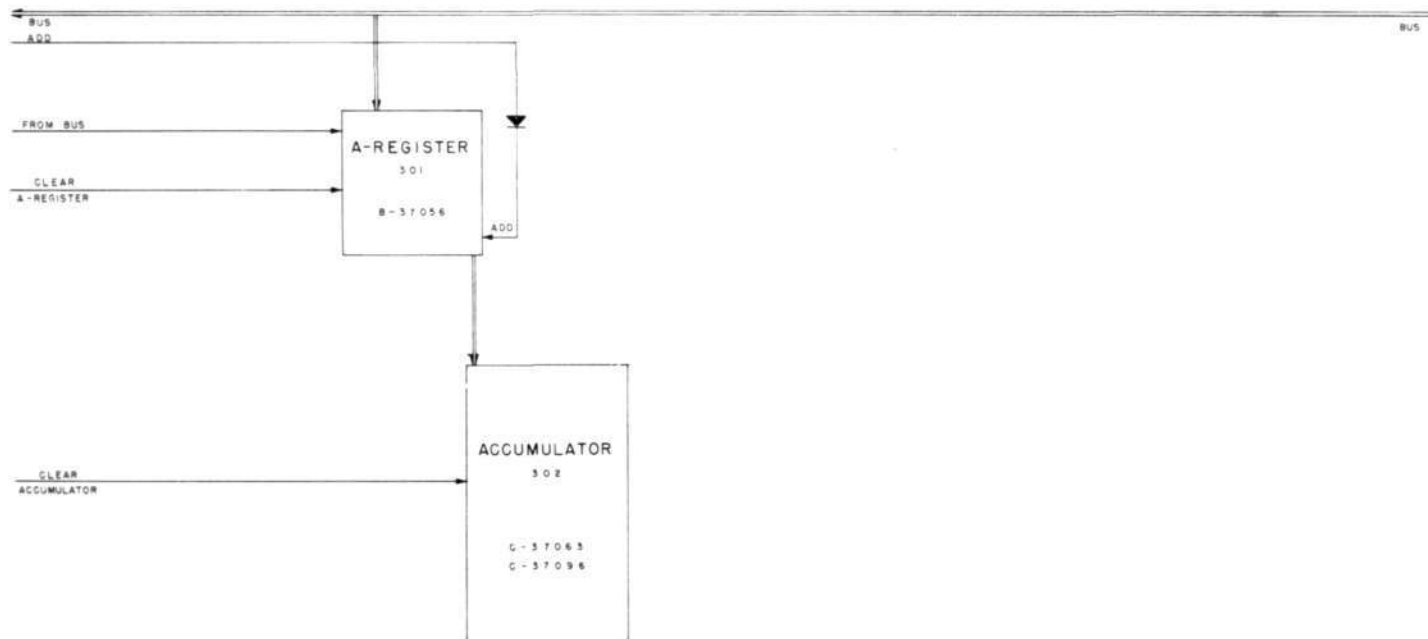 BUS
BUS
ADD
FROM BUS
A-REGISTER
301
CLEAR
A-REGISTER
B-37056
ADD
ACCUMULATOR
302
CLEAR
ACCUMULATOR
C-37063
C-37096